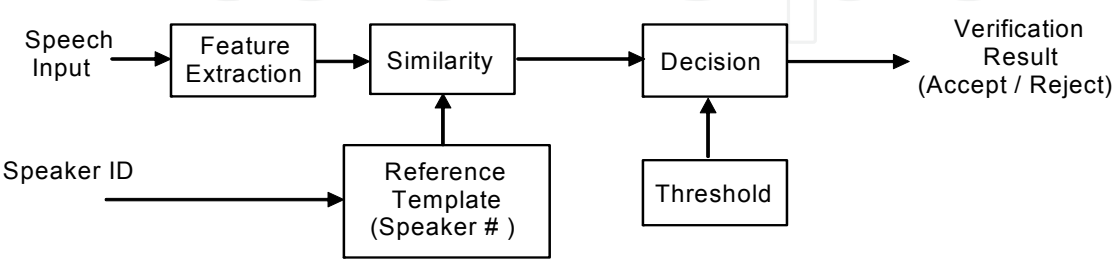 Speech
Input
Feature
Extraction
Similarity
Decision
Verification
Result
(Accept / Reject)
Speaker ID
Reference
Template
(Speaker # )
Threshold